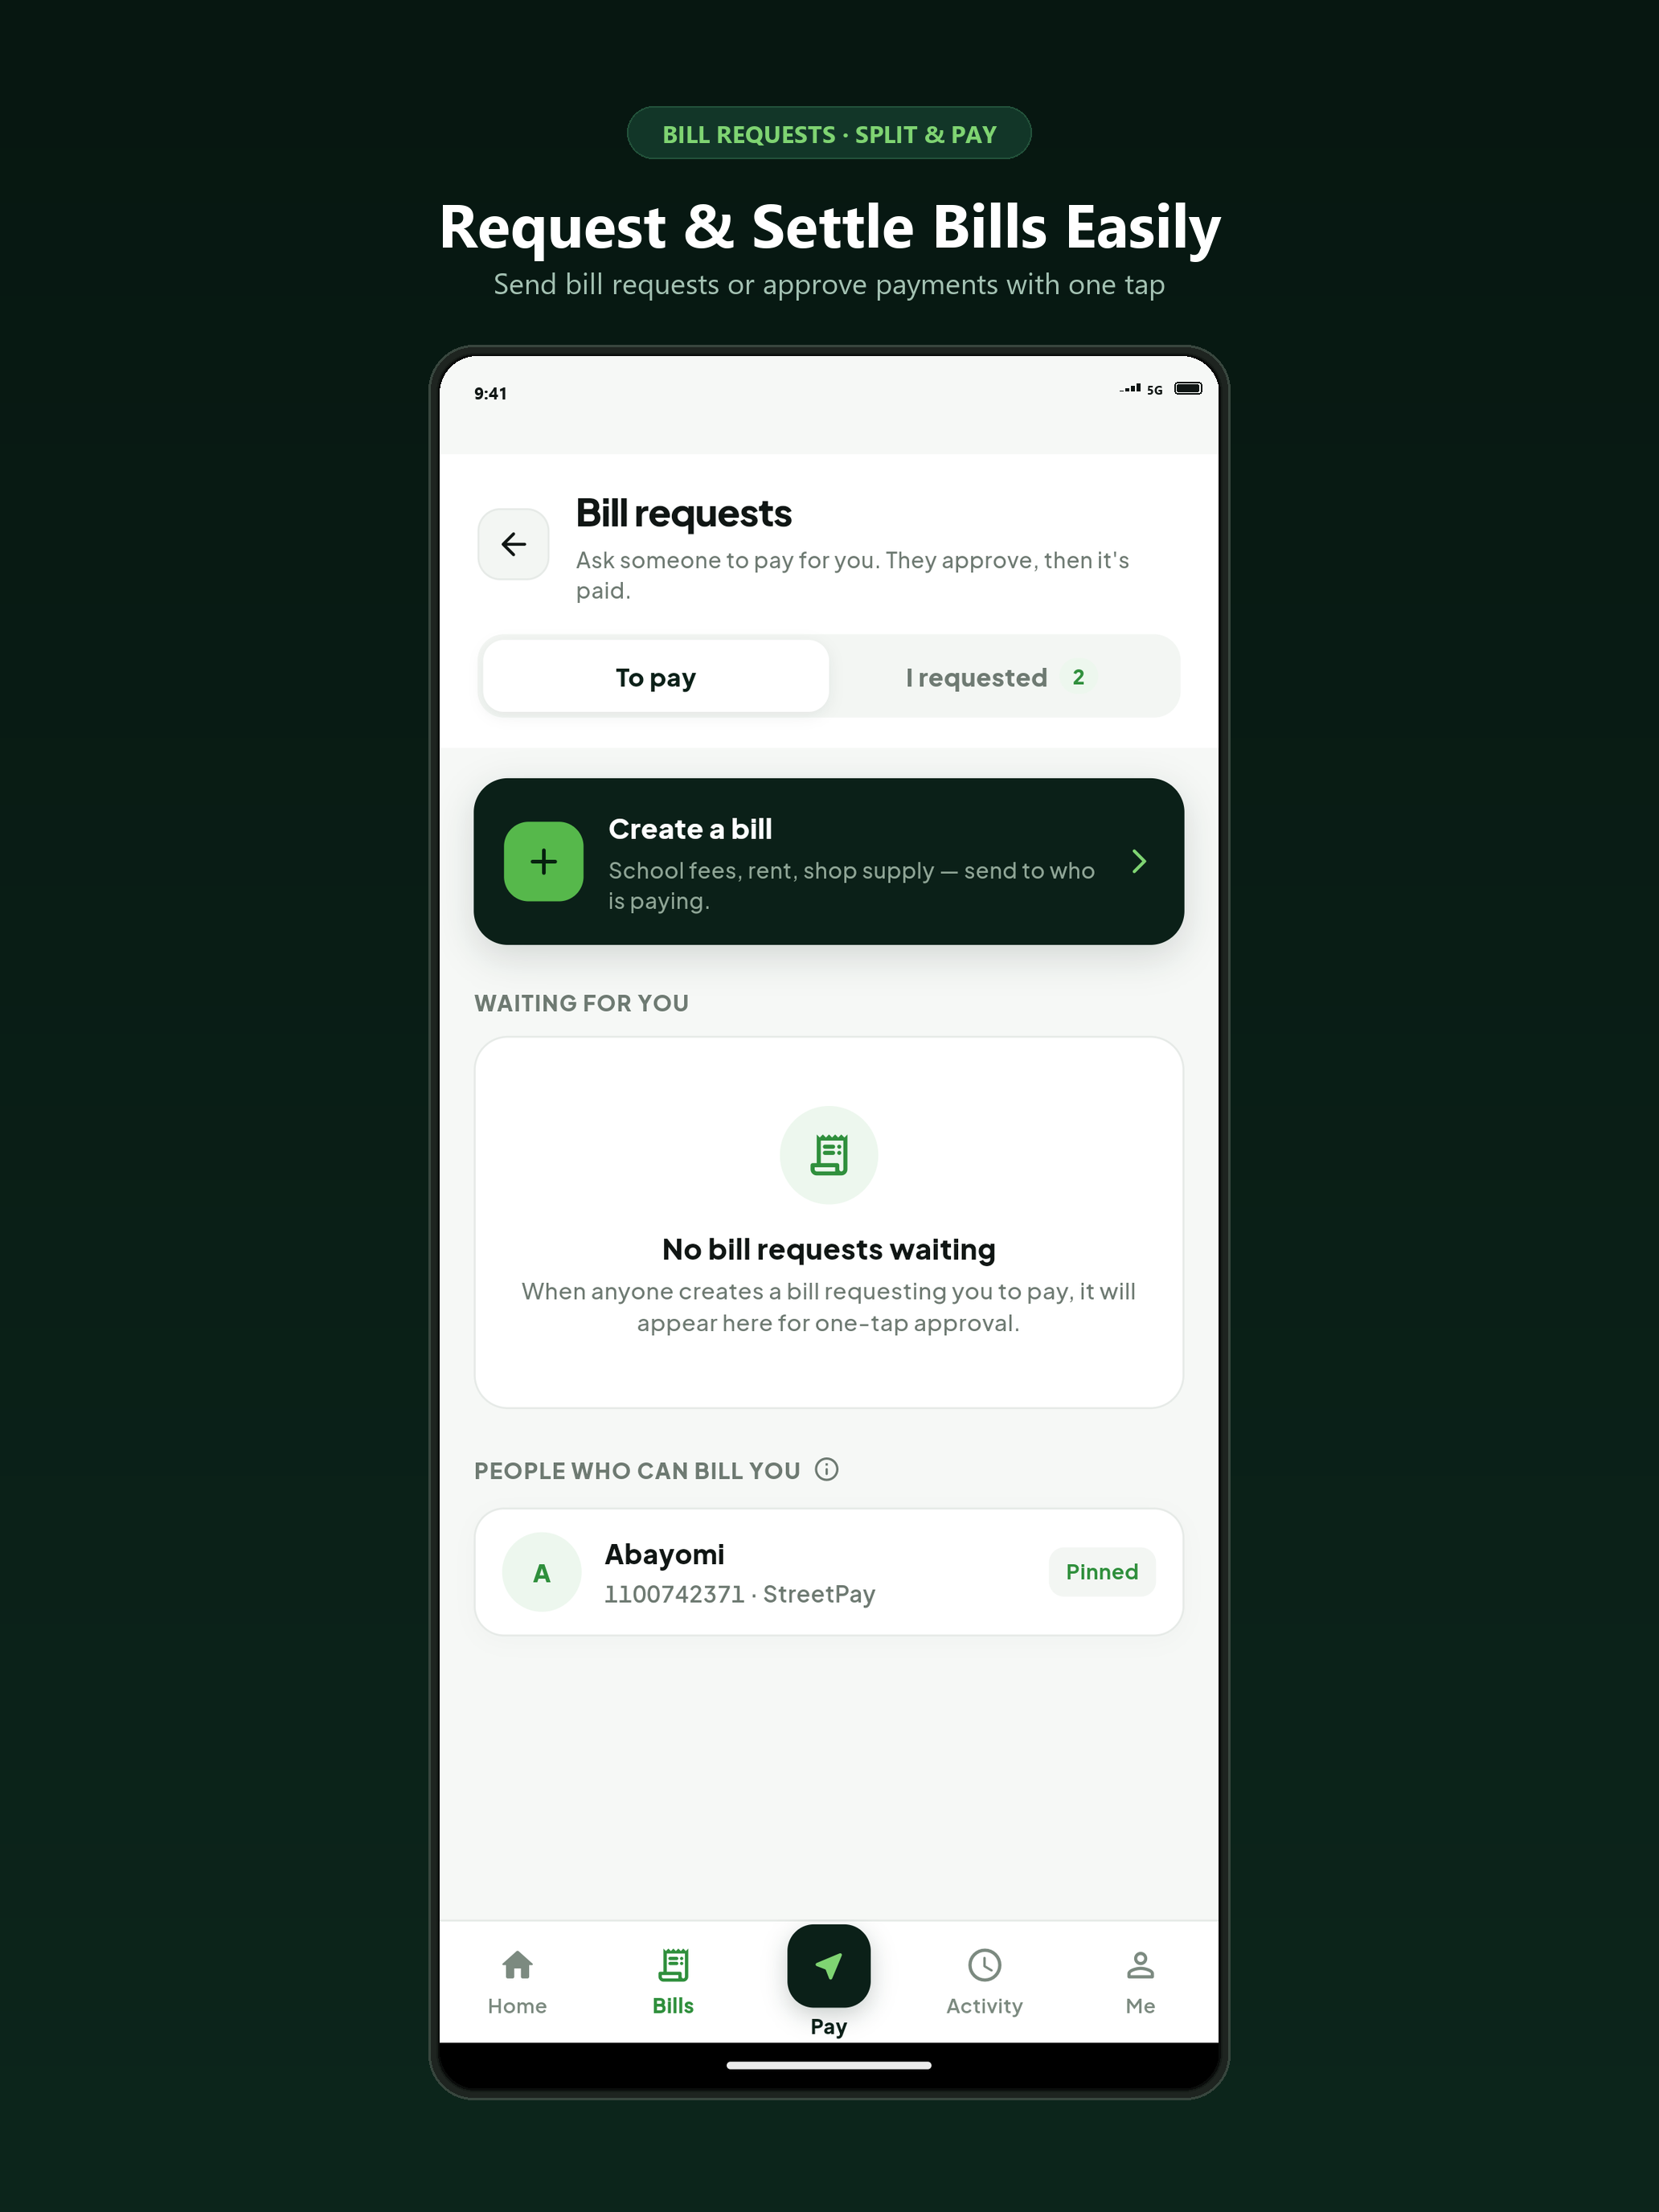 BILL REQUESTS · SPLIT & PAY
Request & Settle Bills Easily
Send bill requests or approve payments with one tap
9:41
5G
Bill requests
Ask someone to pay for you. They approve, then it's
paid.
To pay
I requested 2
Create a bill
School fees, rent, shop supply — send to who
is paying.
WAITING FOR YOU
No bill requests waiting
When anyone creates a bill requesting you to pay, it will
appear here for one-tap approval.
PEOPLE WHO CAN BILL YOU
A
Abayomi
1100742371 · StreetPay
Pinned
Home
Bills
Pay
Activity
Me